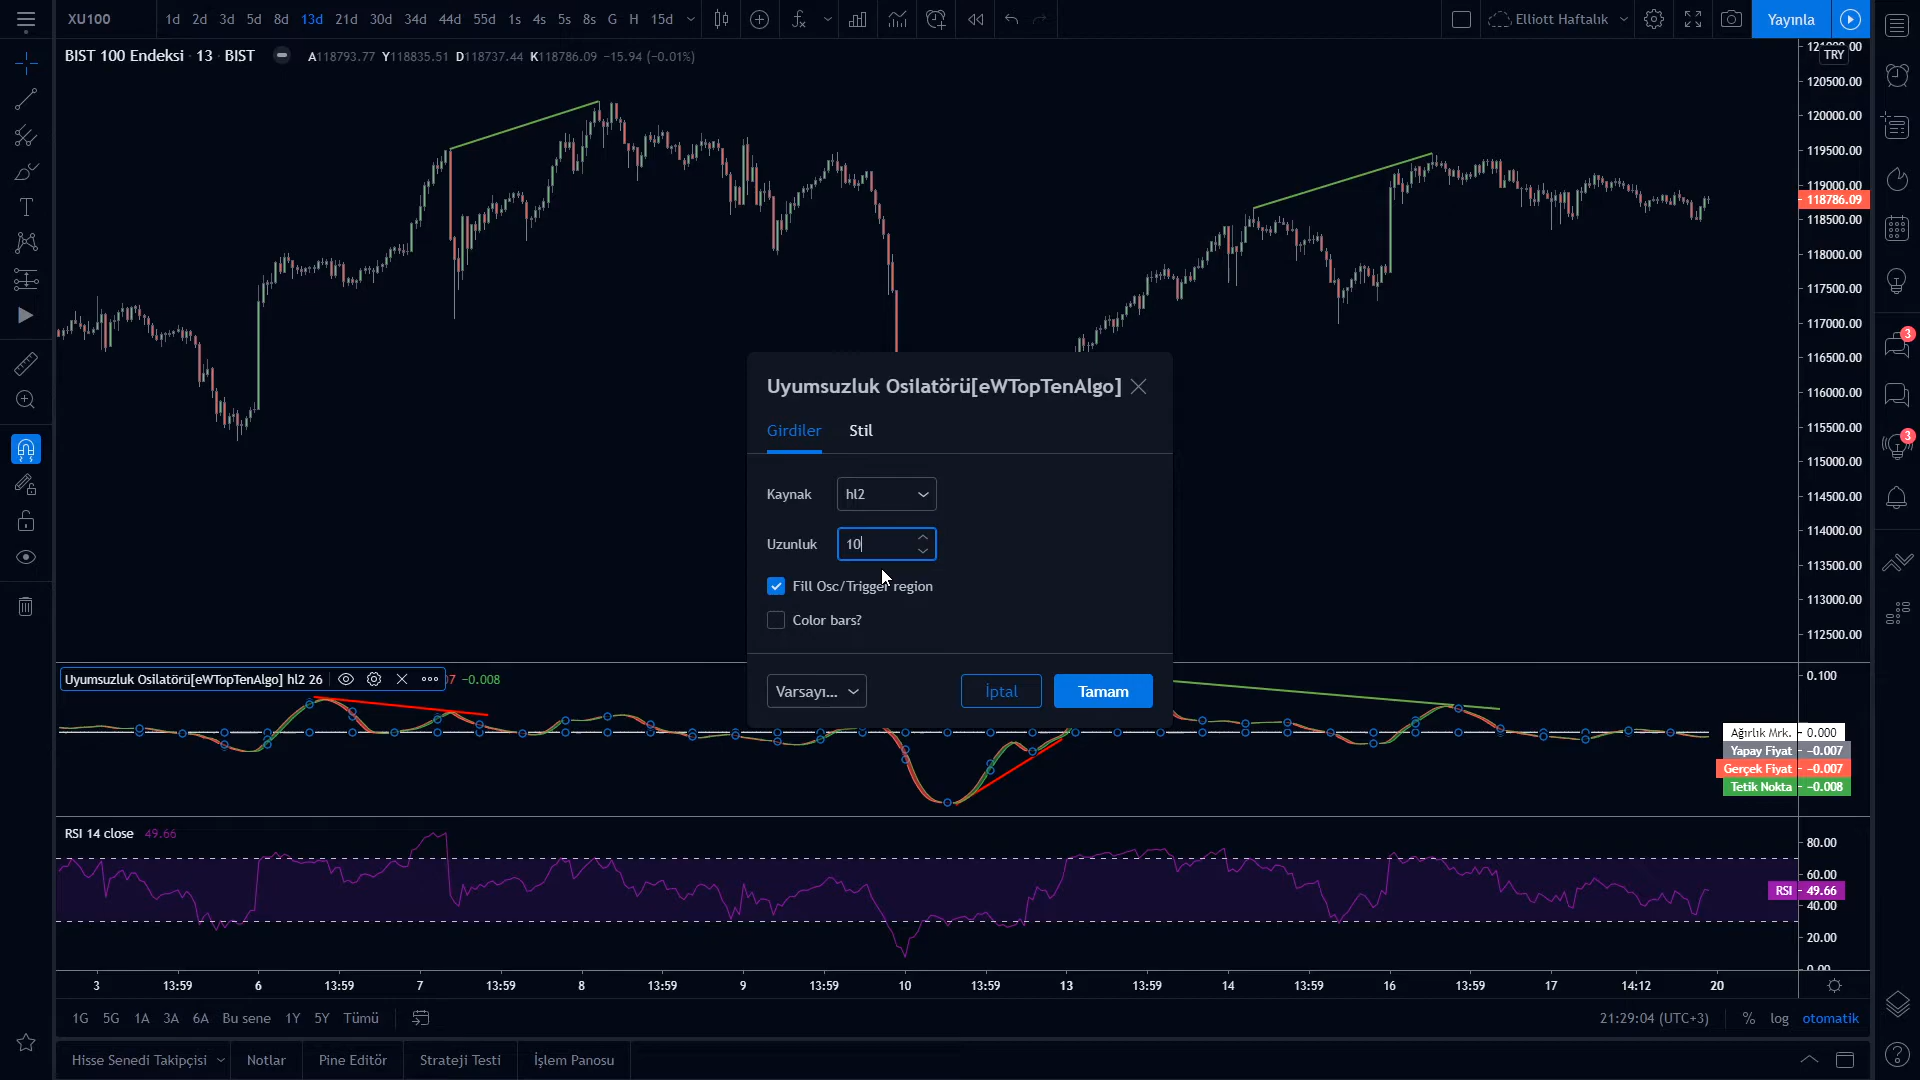 XU100 1d 2d 3d 5d 8d 13d 21d 30d 34d 44d 55d 1s 4s 5s 8s G H 15d Elliott Haftalık Yayınla
BIST 100 Endeksi · 13 · BIST A118793.77 Y118835.51 D118737.44 K118786.09 −15.94 (−0.01%)
TRY
120500.00
120000.00
119500.00
119000.00
118786.09
118500.00
118000.00
117500.00
117000.00
116500.00
116000.00
115500.00
115000.00
114500.00
114000.00
113500.00
113000.00
112500.00
3
3
Uyumsuzluk Osilatörü[eWTopTenAlgo]
Girdiler Stil
Kaynak hl2
Uzunluk 10
Fill Osc/Trigger region
Color bars?
Varsayı... İptal Tamam
Uyumsuzluk Osilatörü[eWTopTenAlgo] hl2 26 7 −0.008
0.100
Ağırlık Mrk. 0.000
Yapay Fiyat −0.007
Gerçek Fiyat −0.007
Tetik Nokta −0.008
RSI 14 close 49.66
80.00
60.00
RSI 49.66
40.00
20.00
0.00
3 13:59 6 13:59 7 13:59 8 13:59 9 13:59 10 13:59 13 13:59 14 13:59 16 13:59 17 14:12 20
1G 5G 1A 3A 6A Bu sene 1Y 5Y Tümü 21:29:04 (UTC+3) % log otomatik
Hisse Senedi Takipçisi Notlar Pine Editör Strateji Testi İşlem Panosu